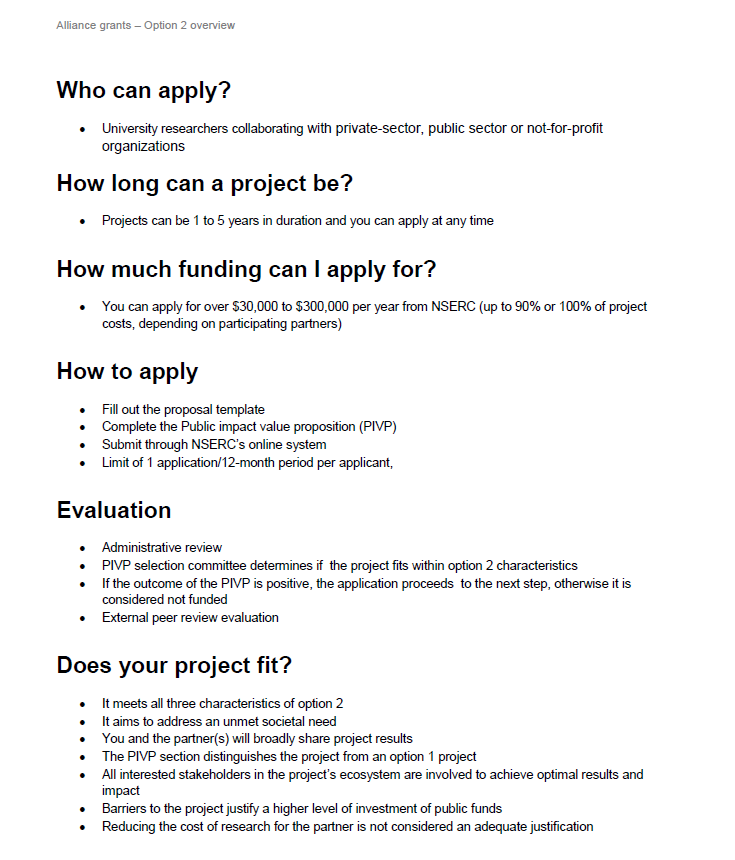 Alliance grants – Option 2 overview
Who can apply?
• University researchers collaborating with private-sector, public sector or not-for-profit
organizations
How long can a project be?
• Projects can be 1 to 5 years in duration and you can apply at any time
How much funding can I apply for?
• You can apply for over $30,000 to $300,000 per year from NSERC (up to 90% or 100% of project
costs, depending on participating partners)
How to apply
• Fill out the proposal template
• Complete the Public impact value proposition (PIVP)
• Submit through NSERC's online system
• Limit of 1 application/12-month period per applicant,
Evaluation
• Administrative review
• PIVP selection committee determines if  the project fits within option 2 characteristics
• If the outcome of the PIVP is positive, the application proceeds  to the next step, otherwise it is
considered not funded
• External peer review evaluation
Does your project fit?
• It meets all three characteristics of option 2
• It aims to address an unmet societal need
• You and the partner(s) will broadly share project results
• The PIVP section distinguishes the project from an option 1 project
• All interested stakeholders in the project's ecosystem are involved to achieve optimal results and
impact
• Barriers to the project justify a higher level of investment of public funds
• Reducing the cost of research for the partner is not considered an adequate justification